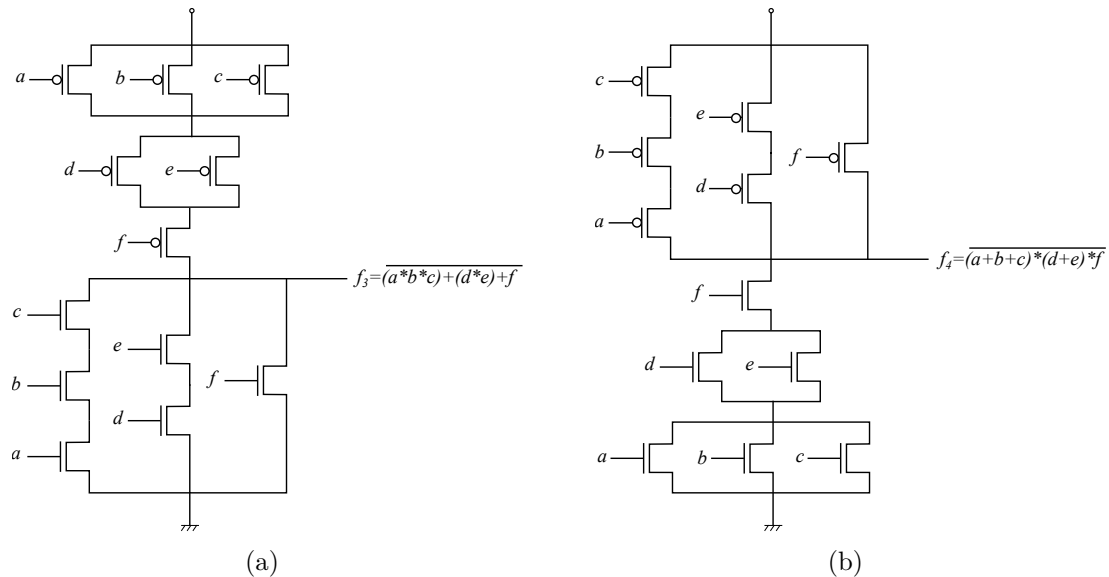 a b c
d e
f
f₃=(a*b*c)+(d*e)+f
c
e
b f
d
a
(a)
c
e
b f
d
a
f₄=(a+b+c)*(d+e)*f
f
d e
a b c
(b)